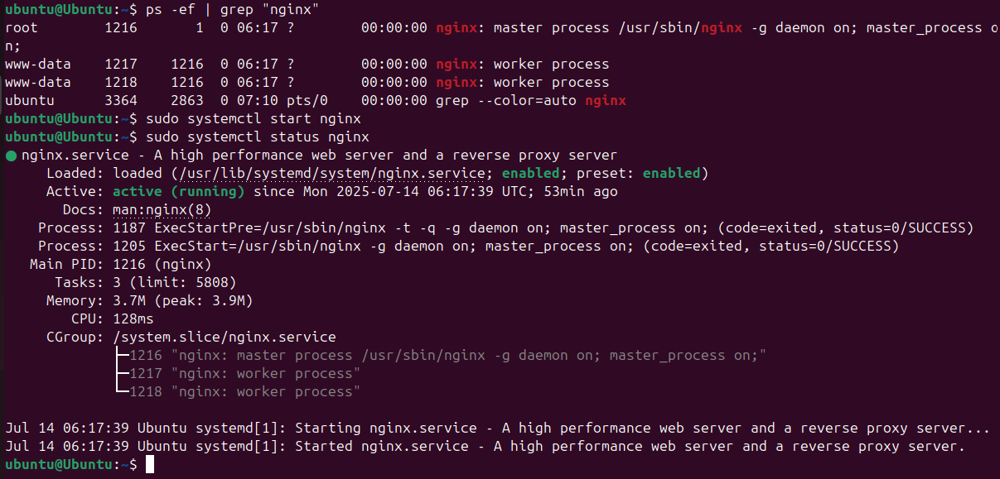 ubuntu@Ubuntu:~$ ps -ef | grep "nginx"
root        1216       1  0 06:17 ?        00:00:00 nginx: master process /usr/sbin/nginx -g daemon on; master_process o
n;
www-data    1217    1216  0 06:17 ?        00:00:00 nginx: worker process
www-data    1218    1216  0 06:17 ?        00:00:00 nginx: worker process
ubuntu      3364    2863  0 07:10 pts/0    00:00:00 grep --color=auto nginx
ubuntu@Ubuntu:~$ sudo systemctl start nginx
ubuntu@Ubuntu:~$ sudo systemctl status nginx
● nginx.service - A high performance web server and a reverse proxy server
     Loaded: loaded (/usr/lib/systemd/system/nginx.service; enabled; preset: enabled)
     Active: active (running) since Mon 2025-07-14 06:17:39 UTC; 53min ago
       Docs: man:nginx(8)
    Process: 1187 ExecStartPre=/usr/sbin/nginx -t -q -g daemon on; master_process on; (code=exited, status=0/SUCCESS)
    Process: 1205 ExecStart=/usr/sbin/nginx -g daemon on; master_process on; (code=exited, status=0/SUCCESS)
   Main PID: 1216 (nginx)
      Tasks: 3 (limit: 5808)
     Memory: 3.7M (peak: 3.9M)
        CPU: 128ms
     CGroup: /system.slice/nginx.service
             ├─1216 "nginx: master process /usr/sbin/nginx -g daemon on; master_process on;"
             ├─1217 "nginx: worker process"
             └─1218 "nginx: worker process"

Jul 14 06:17:39 Ubuntu systemd[1]: Starting nginx.service - A high performance web server and a reverse proxy server...
Jul 14 06:17:39 Ubuntu systemd[1]: Started nginx.service - A high performance web server and a reverse proxy server.
ubuntu@Ubuntu:~$